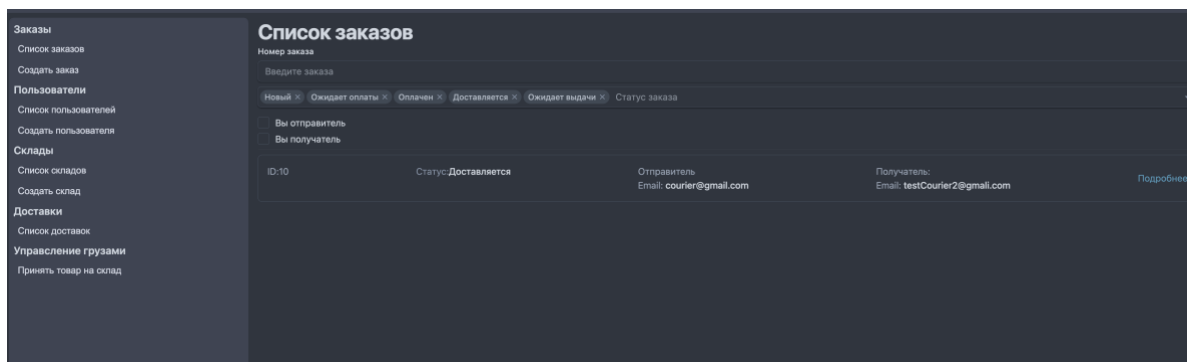 Заказы
Список заказов
Создать заказ
Пользователи
Список пользователей
Создать пользователя
Склады
Список складов
Создать склад
Доставки
Список доставок
Управсление грузами
Принять товар на склад
Список заказов
Номер заказа
Введите заказа
Новый × Ожидает оплаты × Оплачен × Доставляется × Ожидает выдачи × Статус заказа
Вы отправитель
Вы получатель
ID:10 Статус:Доставляется Отправитель Получатель: Подробнее
Email: courier@gmail.com Email: testCourier2@gmali.com